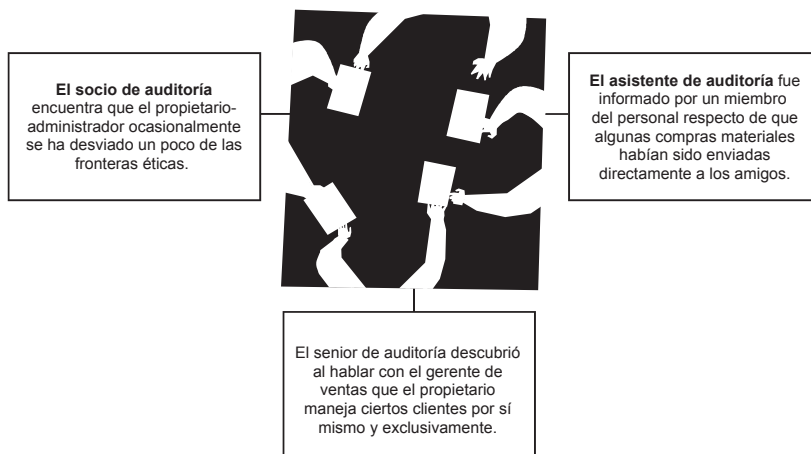 El socio de auditoría
encuentra que el propietario-
administrador ocasionalmente
se ha desviado un poco de las
fronteras éticas.
El asistente de auditoría fue
informado por un miembro
del personal respecto de que
algunas compras materiales
habían sido enviadas
directamente a los amigos.
El senior de auditoría descubrió
al hablar con el gerente de
ventas que el propietario
maneja ciertos clientes por sí
mismo y exclusivamente.